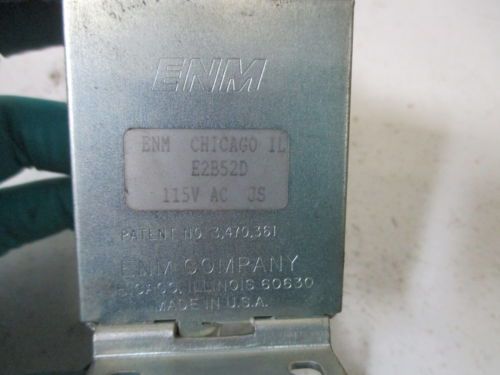 ENM
ENM CHICAGO IL
E2B52D
115V AC JS
PATENT NO. 3,470,361
ENM COMPANY
CHICAGO, ILLINOIS 60630
MADE IN U.S.A.